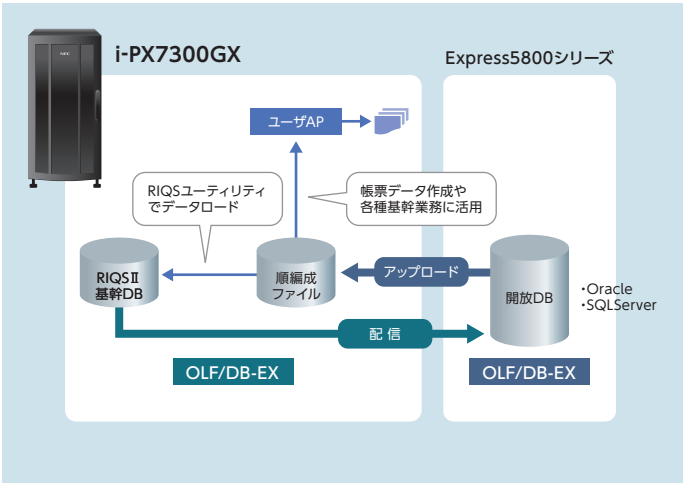 i-PX7300GX
Express5800シリーズ
NEC
ユーザAP
RIQSユーティリティ
でデータロード
帳票データ作成や
各種基幹業務に活用
RIQSⅡ
基幹DB
順編成
ファイル
アップロード
開放DB
・Oracle
・SQLServer
配 信
OLF/DB-EX
OLF/DB-EX